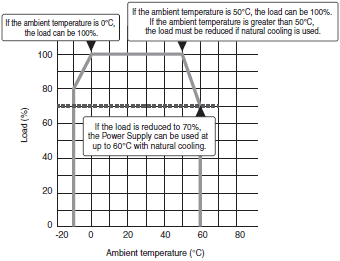 If the ambient temperature is 0°C,
the load can be 100%.
If the ambient temperature is 50°C, the load can be 100%.
If the ambient temperature is greater than 50°C,
the load must be reduced if natural cooling is used.
100
80
60
40
20
0
Load (%)
If the load is reduced to 70%,
the Power Supply can be used at
up to 60°C with natural cooling.
-20 0 20 40 60 80
Ambient temperature (°C)